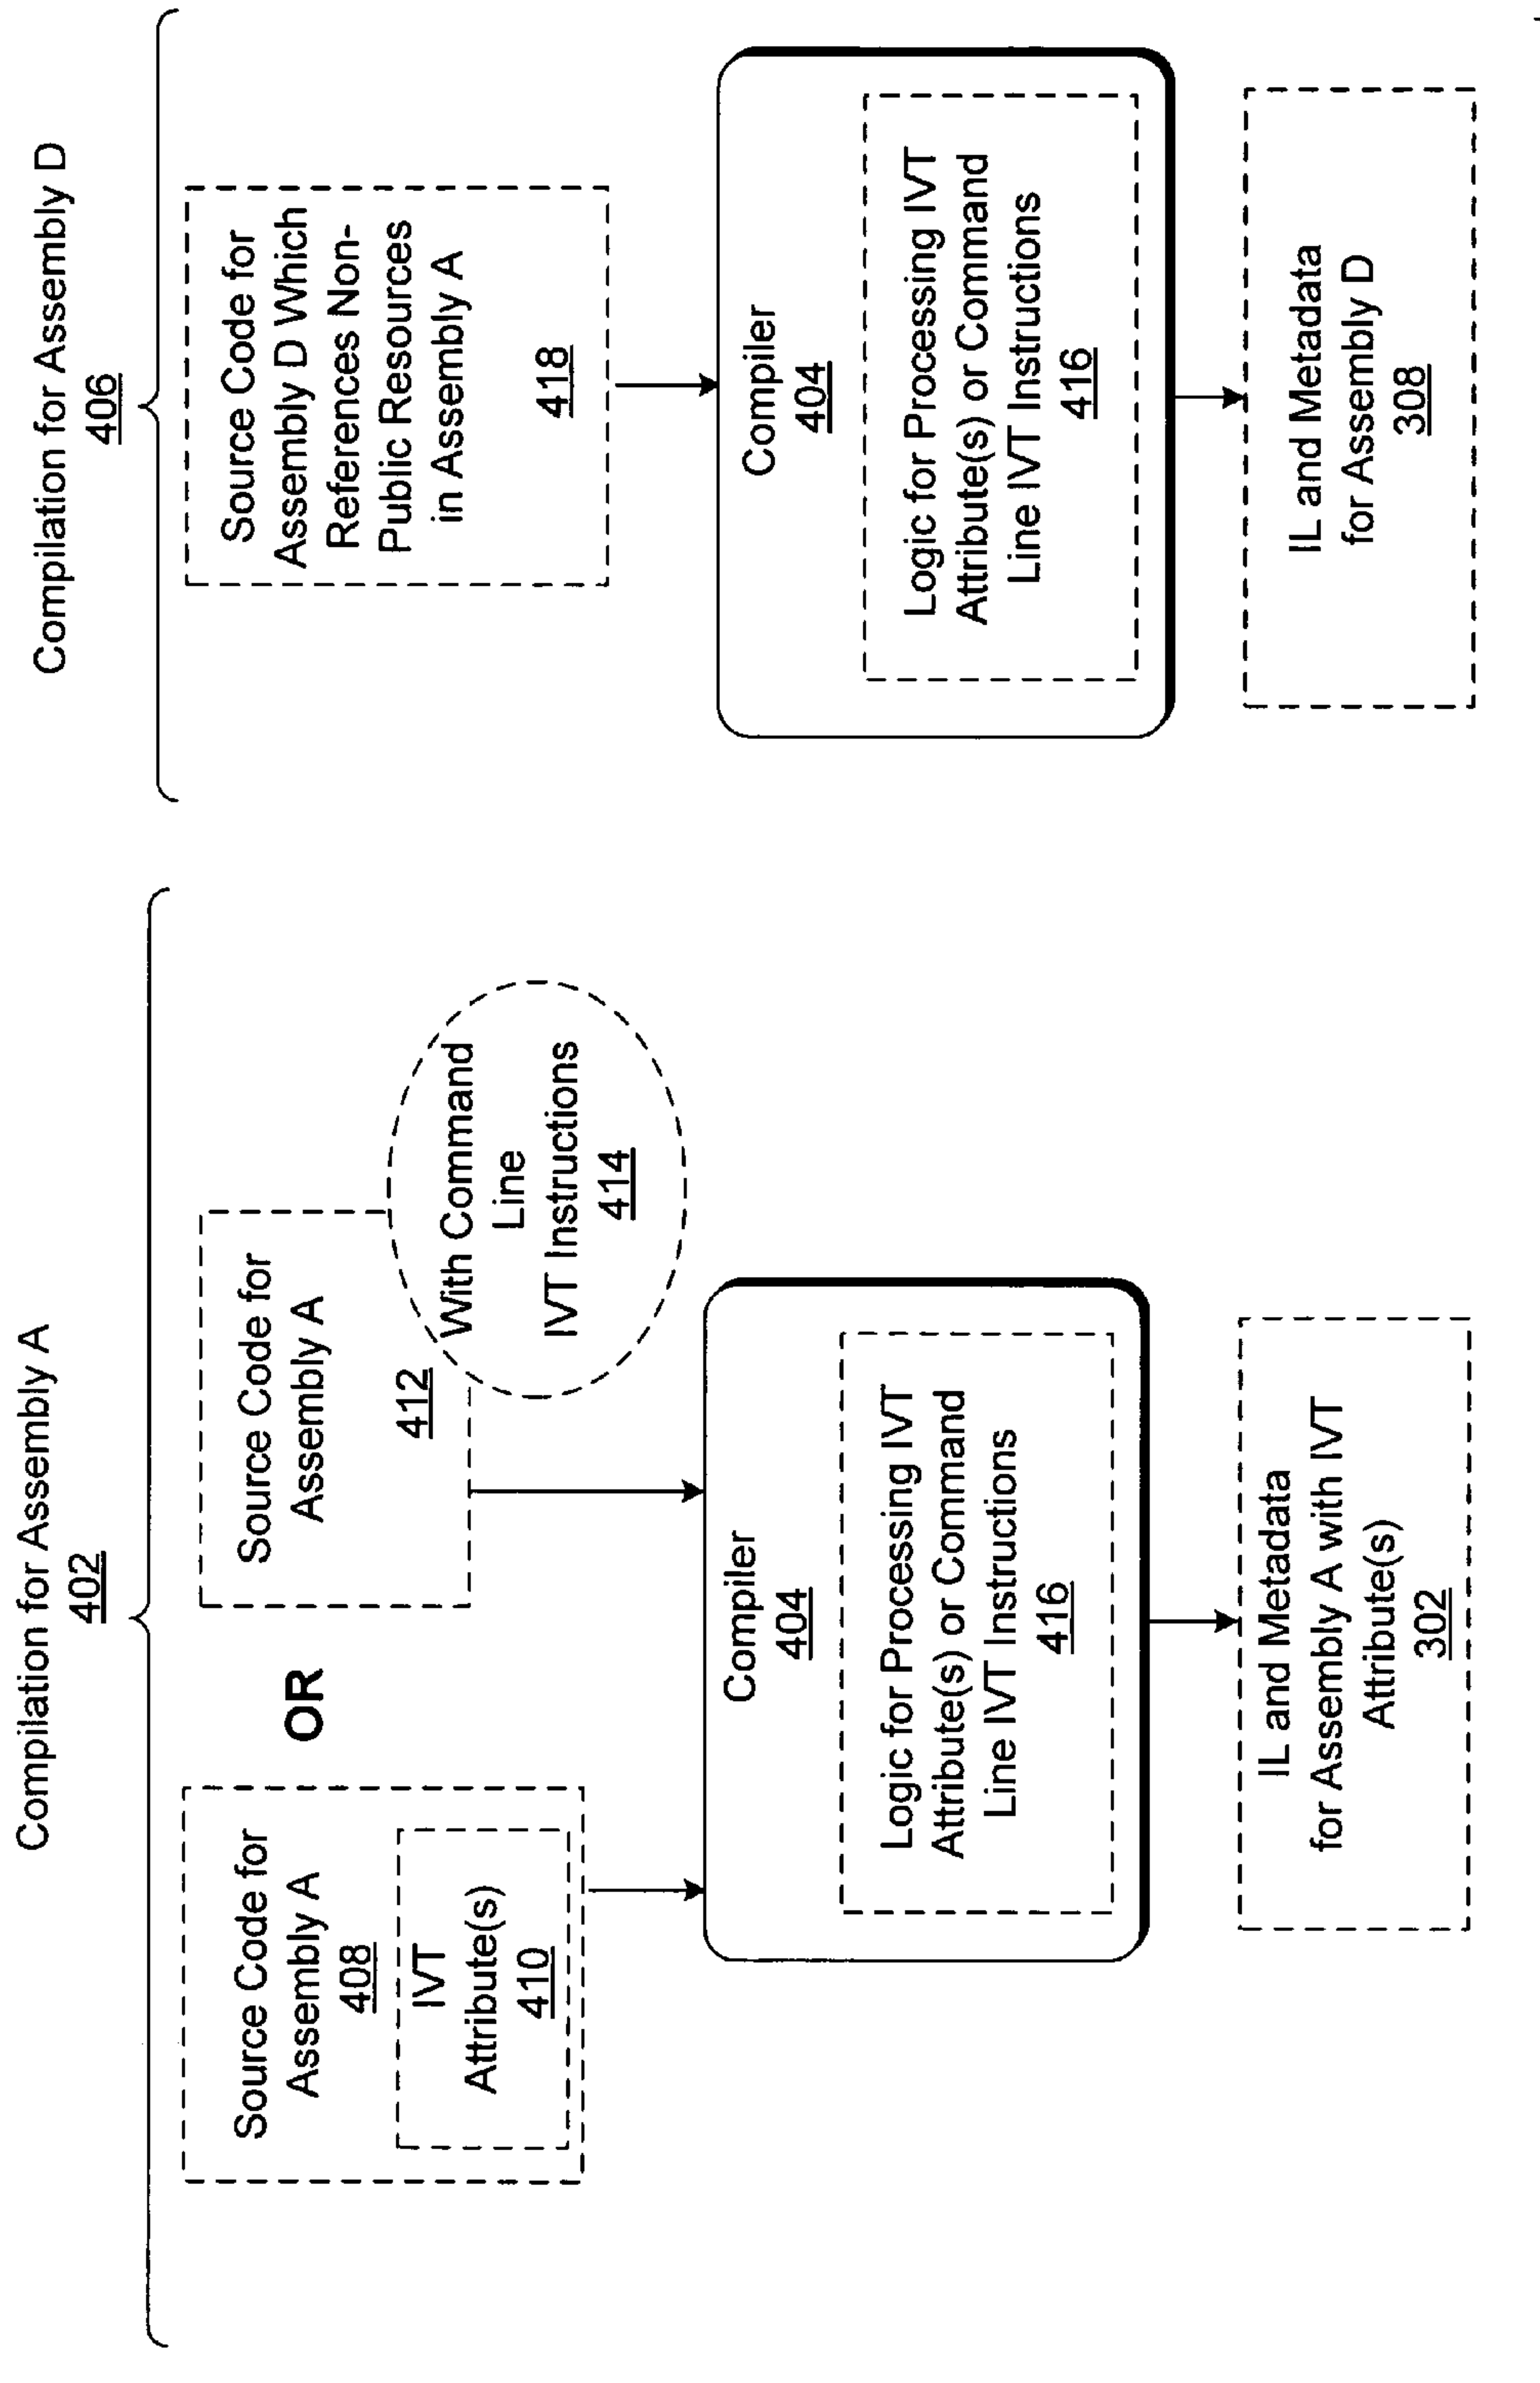 Compilation for Assembly A
402
Source Code for
Assembly A
408
IVT
Attribute(s)
410
OR
Source Code for
Assembly A
412
With Command
Line
IVT Instructions
414
Compiler
404
Logic for Processing IVT
Attribute(s) or Command
Line IVT Instructions
416
IL and Metadata
for Assembly A with IVT
Attribute(s)
302
Compilation for Assembly D
406
Source Code for
Assembly D Which
References Non-
Public Resources
in Assembly A
418
Compiler
404
Logic for Processing IVT
Attribute(s) or Command
Line IVT Instructions
416
IL and Metadata
for Assembly D
308